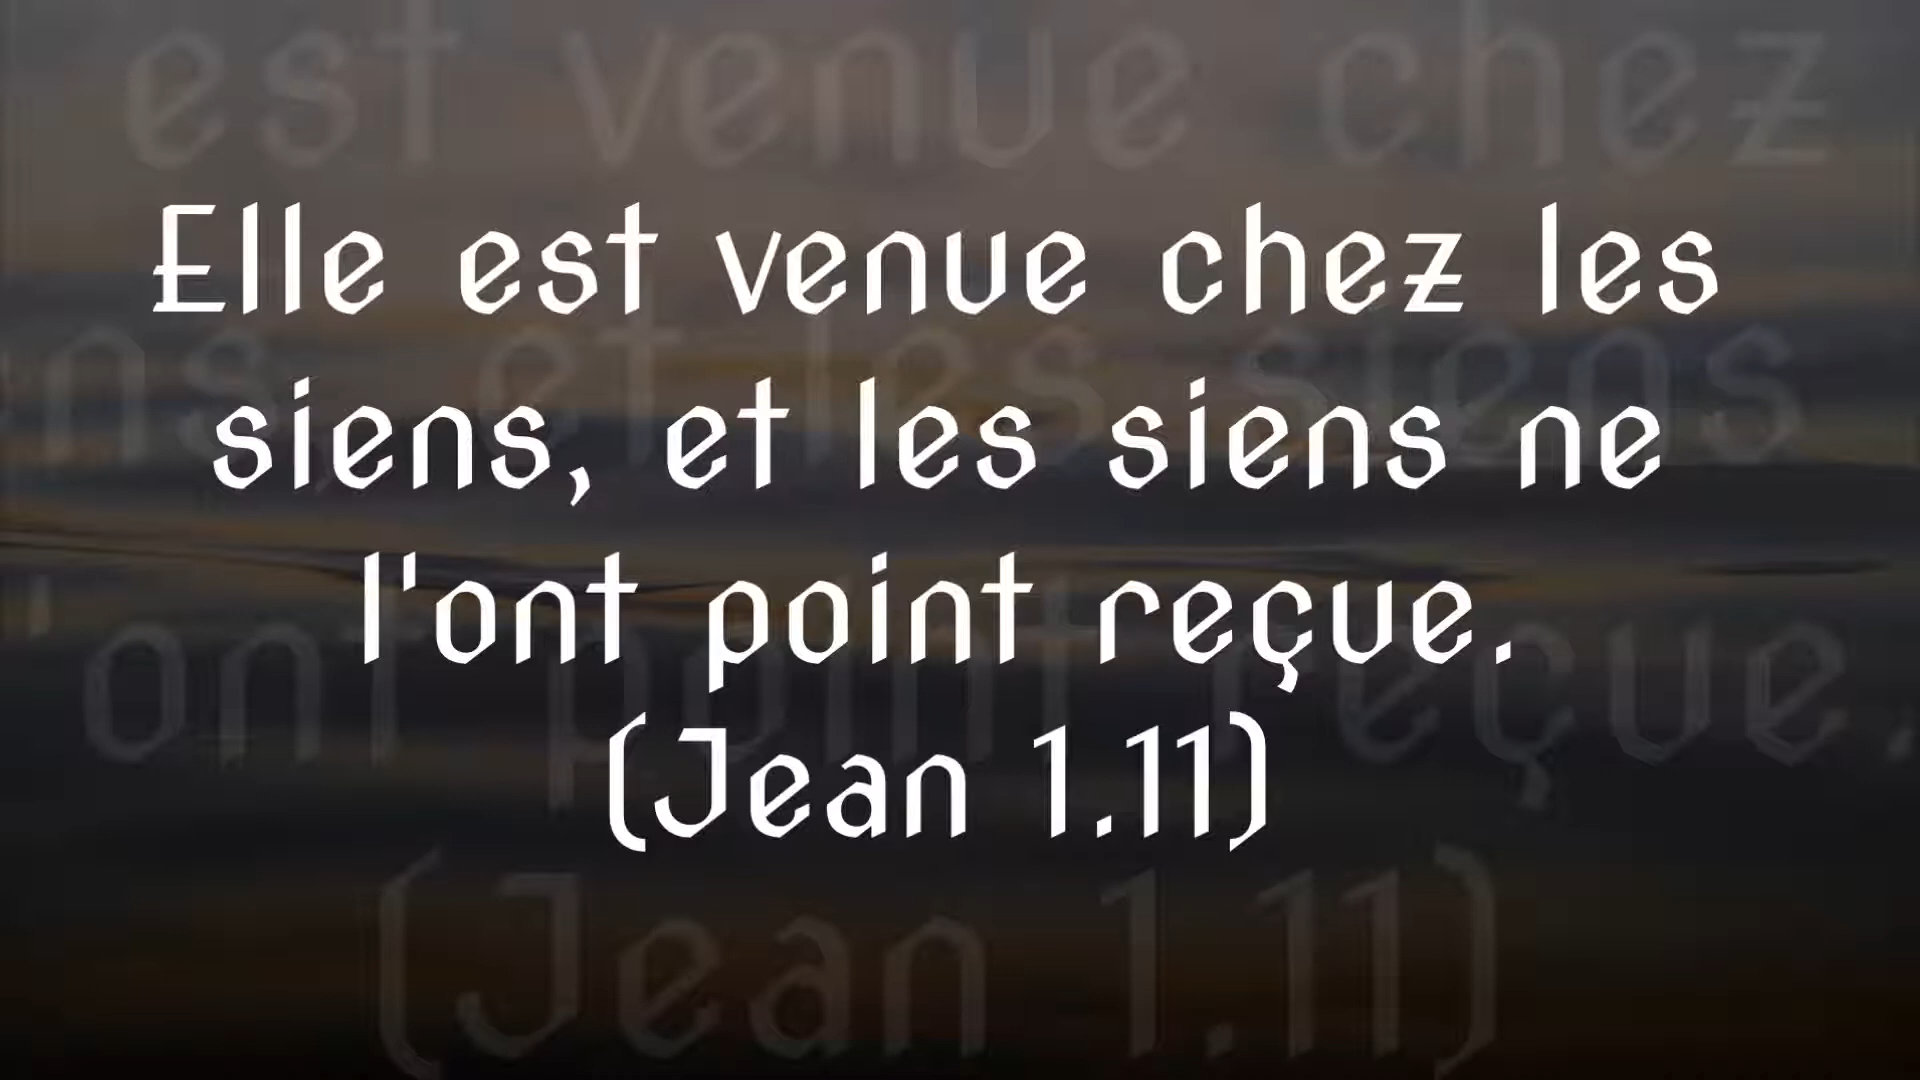 Elle est venue chez les
siens, et les siens ne
l'ont point reçue.
(Jean 1.11)